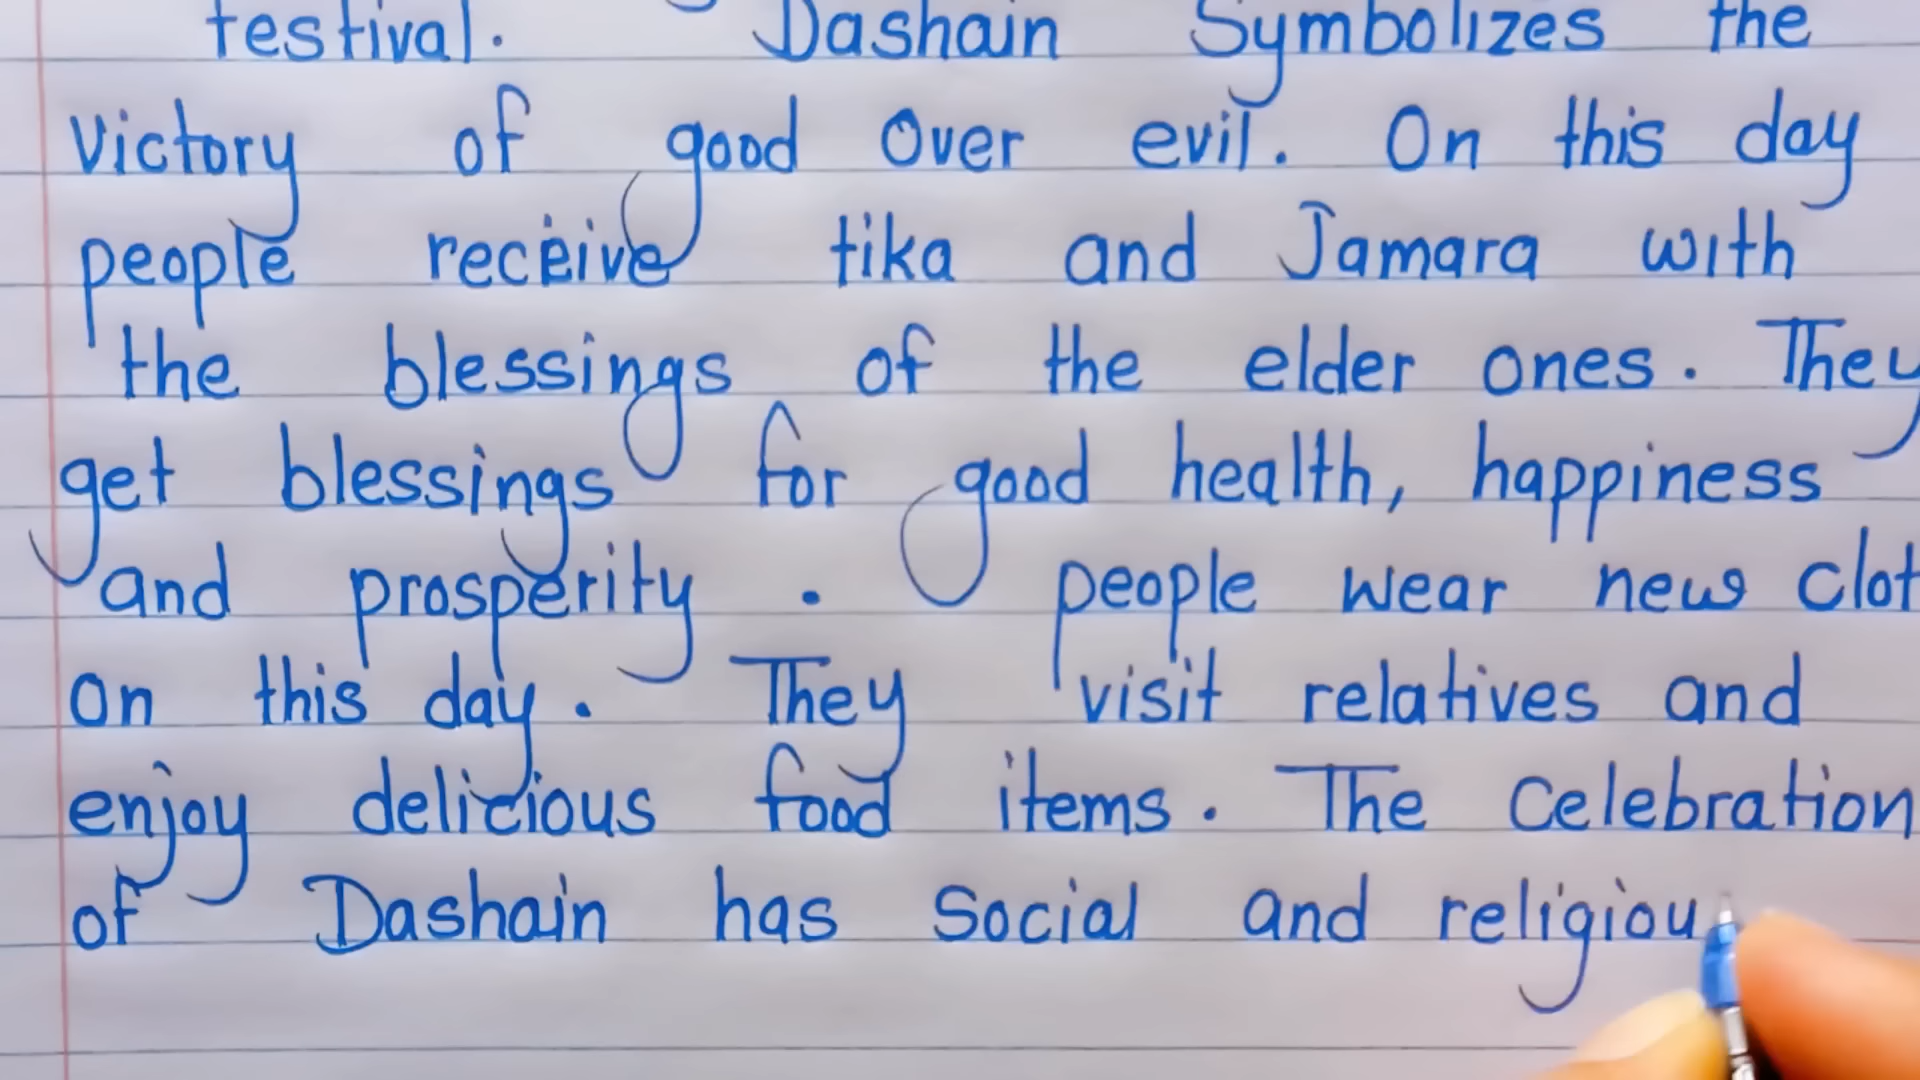 festival. Dashain Symbolizes the
victory of good over evil. On this day
people receive tika and Jamara with
the blessings of the elder ones. They
get blessings for good health, happiness
and prosperity . people wear new clot
on this day. They visit relatives and
enjoy delicious food items. The celebration
of Dashain has social and religiou